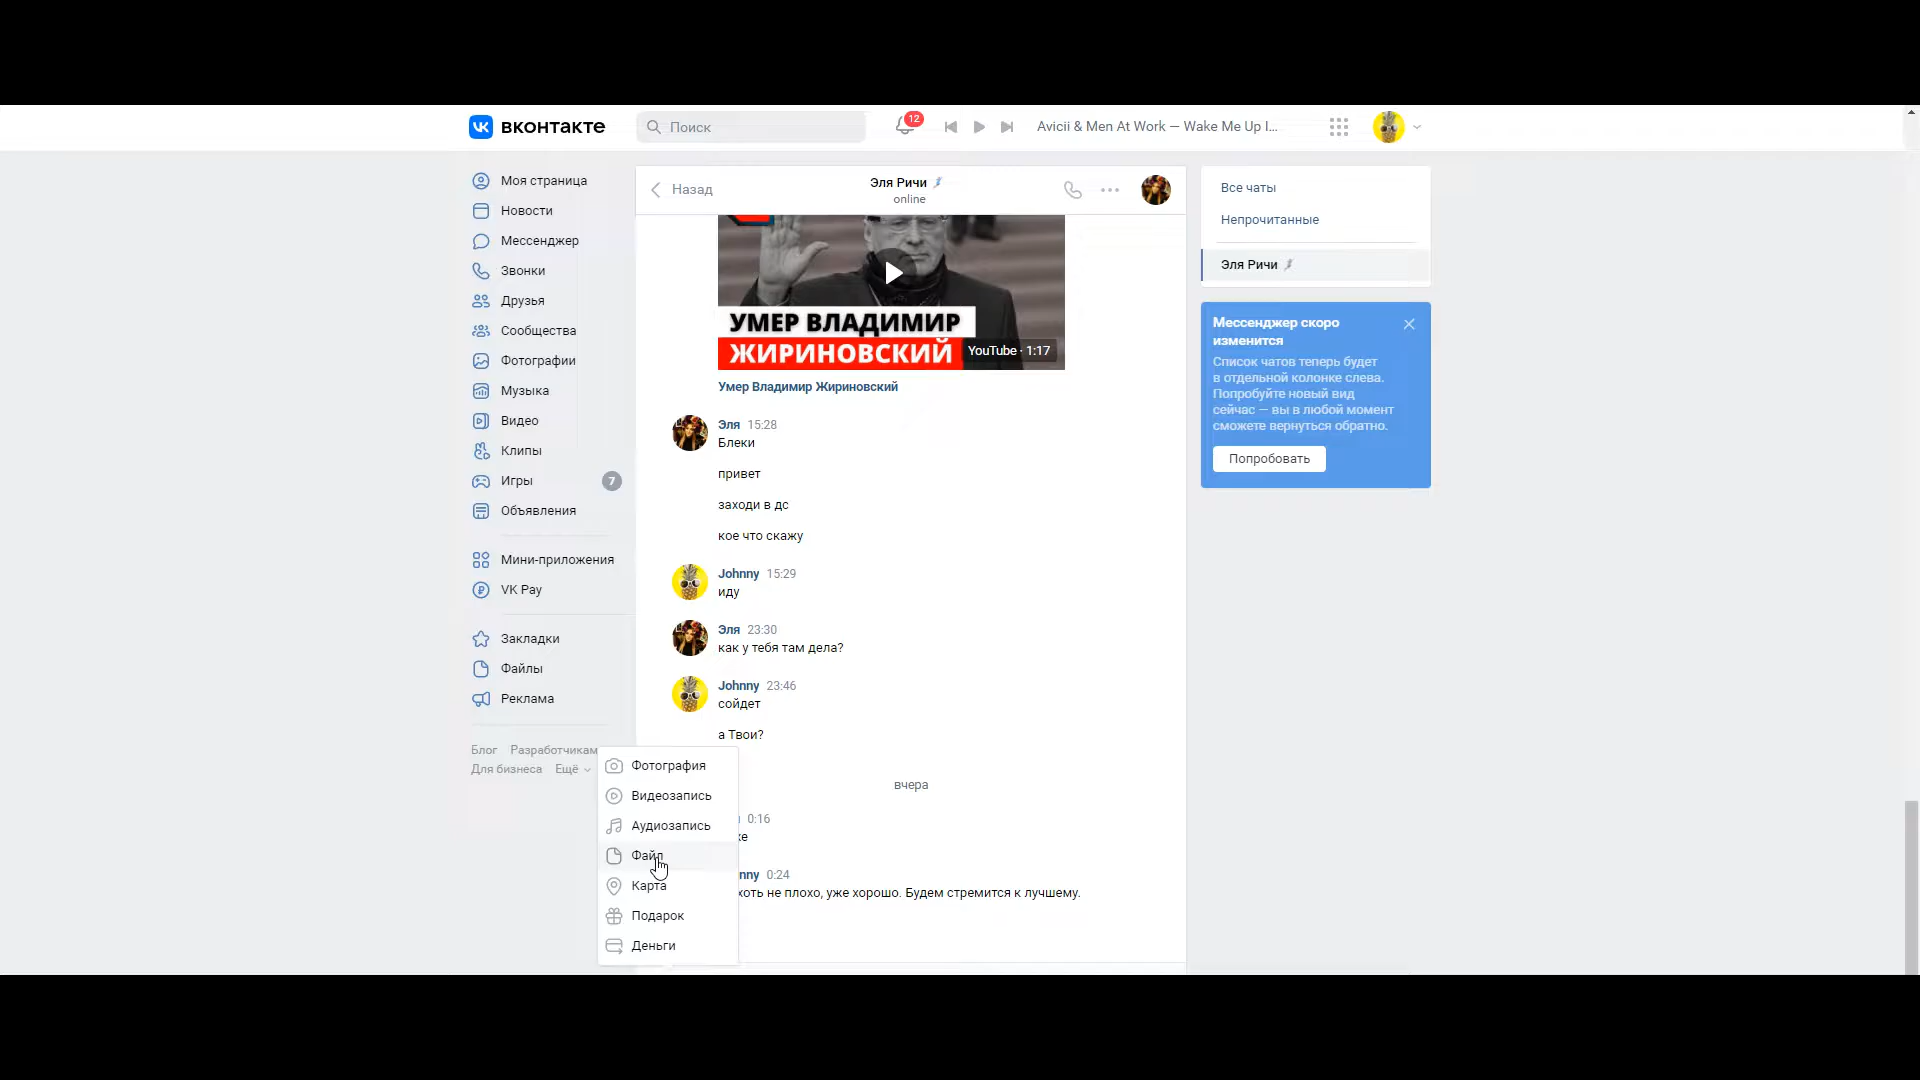 вконтакте
Поиск
12
Avicii & Men At Work — Wake Me Up I...
Моя страница
Новости
Мессенджер
Звонки
Друзья
Сообщества
Фотографии
Музыка
Видео
Клипы
Игры
7
Объявления
Мини-приложения
VK Pay
Закладки
Файлы
Реклама
Блог Разработчикам
Для бизнеса Ещё
Назад
Эля Ричи
online
УМЕР ВЛАДИМИР
ЖИРИНОВСКИЙ
YouTube · 1:17
Умер Владимир Жириновский
Эля 15:28
Блеки
привет
заходи в дс
кое что скажу
Johnny 15:29
иду
Эля 23:30
как у тебя там дела?
Johnny 23:46
сойдет
а Твои?
вчера
0:16
же
nny 0:24
хоть не плохо, уже хорошо. Будем стремится к лучшему.
Фотография
Видеозапись
Аудиозапись
Файл
Карта
Подарок
Деньги
Все чаты
Непрочитанные
Эля Ричи
Мессенджер скоро
изменится
Список чатов теперь будет
в отдельной колонке слева.
Попробуйте новый вид
сейчас — вы в любой момент
сможете вернуться обратно.
Попробовать